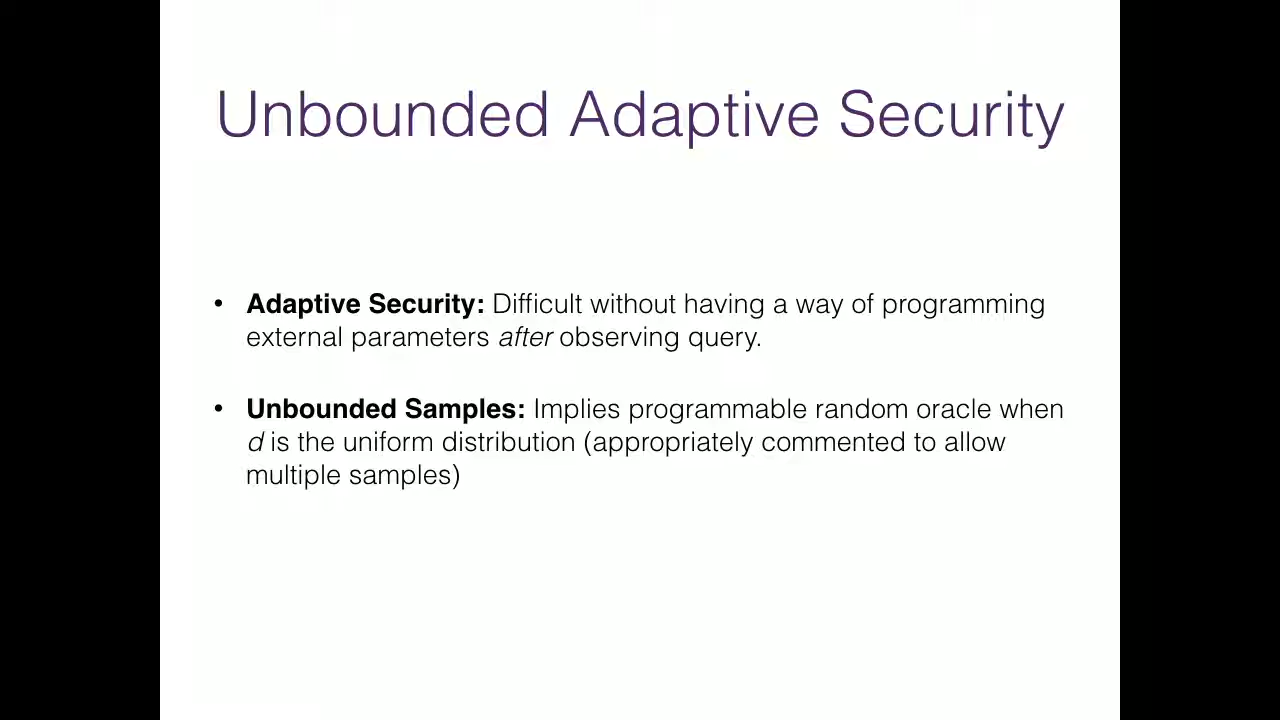 Unbounded Adaptive Security
• Adaptive Security: Difficult without having a way of programming
external parameters after observing query.
• Unbounded Samples: Implies programmable random oracle when
d is the uniform distribution (appropriately commented to allow
multiple samples)